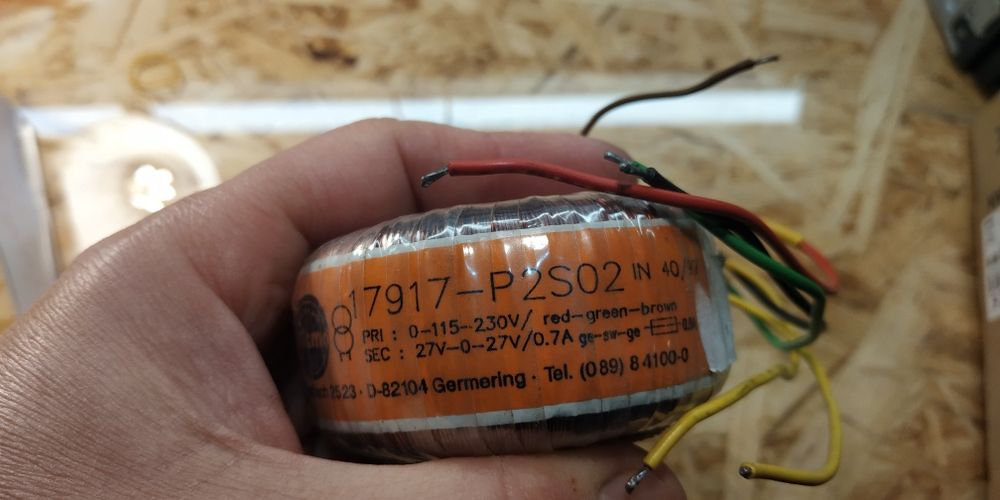 17917-P2S02 IN 40/
PRI : 0-115-230V/ red-green-brown
SEC : 27V-0-27V/0.7A ge-sw-ge
2523 · D-82104 Germering · Tel. (089) 84100-0